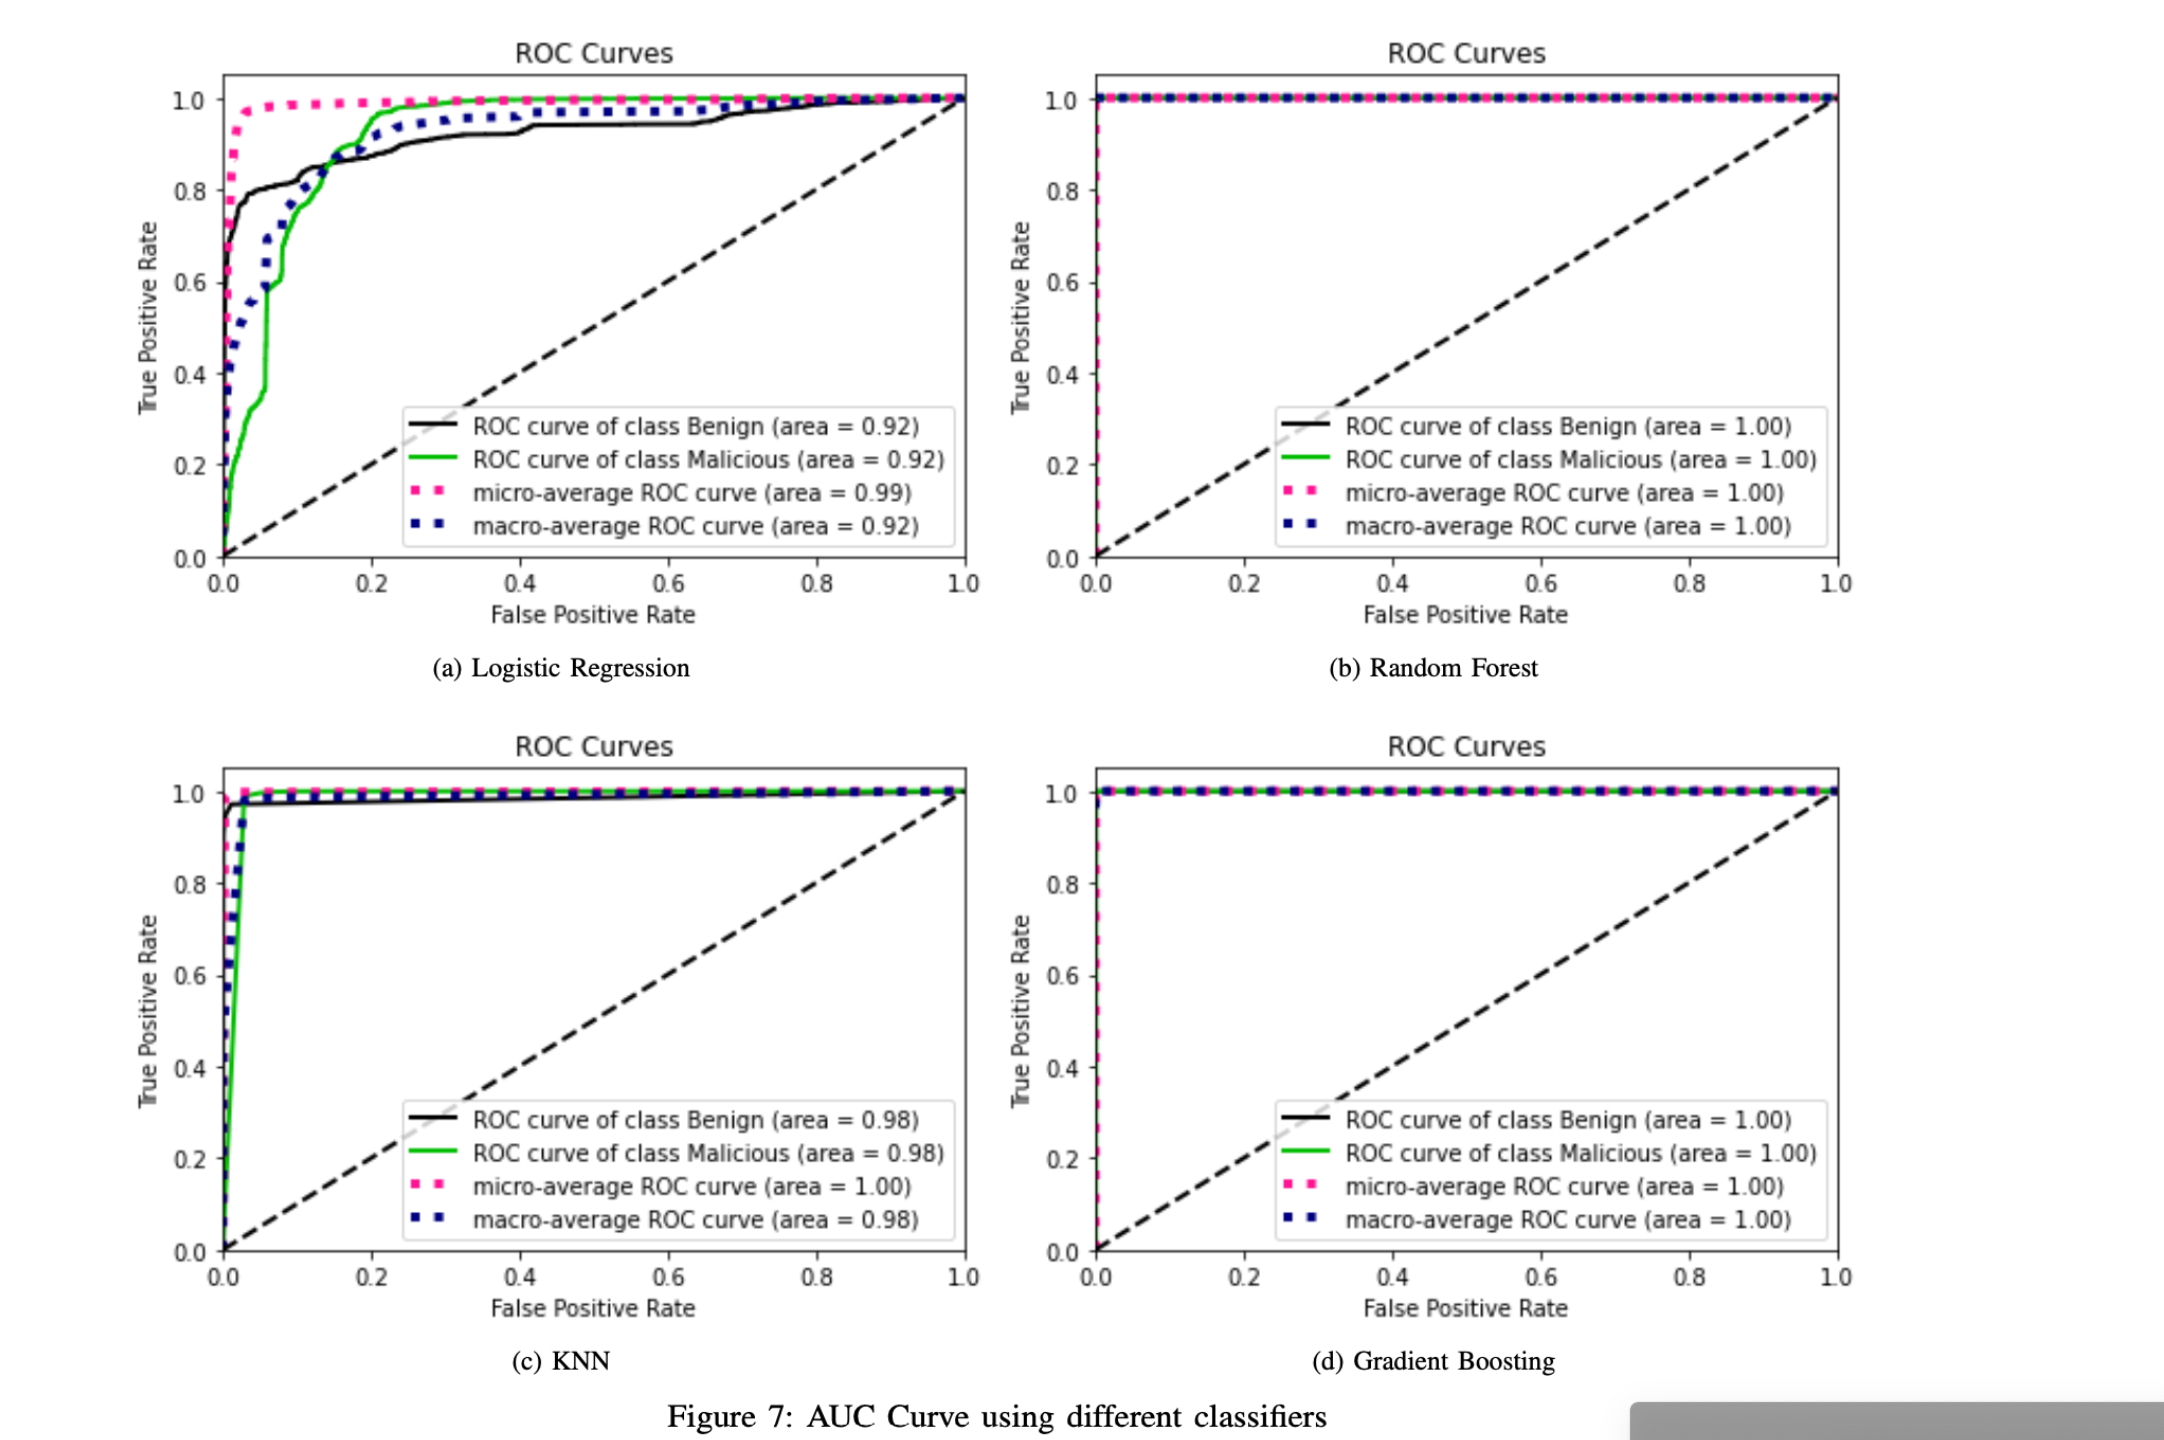 ROC Curves
True Positive Rate
1.0
0.8
0.6
0.4
0.2
0.0
ROC curve of class Benign (area = 0.92)
ROC curve of class Malicious (area = 0.92)
micro-average ROC curve (area = 0.99)
macro-average ROC curve (area = 0.92)
0.0 0.2 0.4 0.6 0.8 1.0
False Positive Rate
(a) Logistic Regression
ROC Curves
True Positive Rate
1.0
0.8
0.6
0.4
0.2
0.0
ROC curve of class Benign (area = 1.00)
ROC curve of class Malicious (area = 1.00)
micro-average ROC curve (area = 1.00)
macro-average ROC curve (area = 1.00)
0.0 0.2 0.4 0.6 0.8 1.0
False Positive Rate
(b) Random Forest
ROC Curves
True Positive Rate
1.0
0.8
0.6
0.4
0.2
0.0
ROC curve of class Benign (area = 0.98)
ROC curve of class Malicious (area = 0.98)
micro-average ROC curve (area = 1.00)
macro-average ROC curve (area = 0.98)
0.0 0.2 0.4 0.6 0.8 1.0
False Positive Rate
(c) KNN
ROC Curves
True Positive Rate
1.0
0.8
0.6
0.4
0.2
0.0
ROC curve of class Benign (area = 1.00)
ROC curve of class Malicious (area = 1.00)
micro-average ROC curve (area = 1.00)
macro-average ROC curve (area = 1.00)
0.0 0.2 0.4 0.6 0.8 1.0
False Positive Rate
(d) Gradient Boosting
Figure 7: AUC Curve using different classifiers